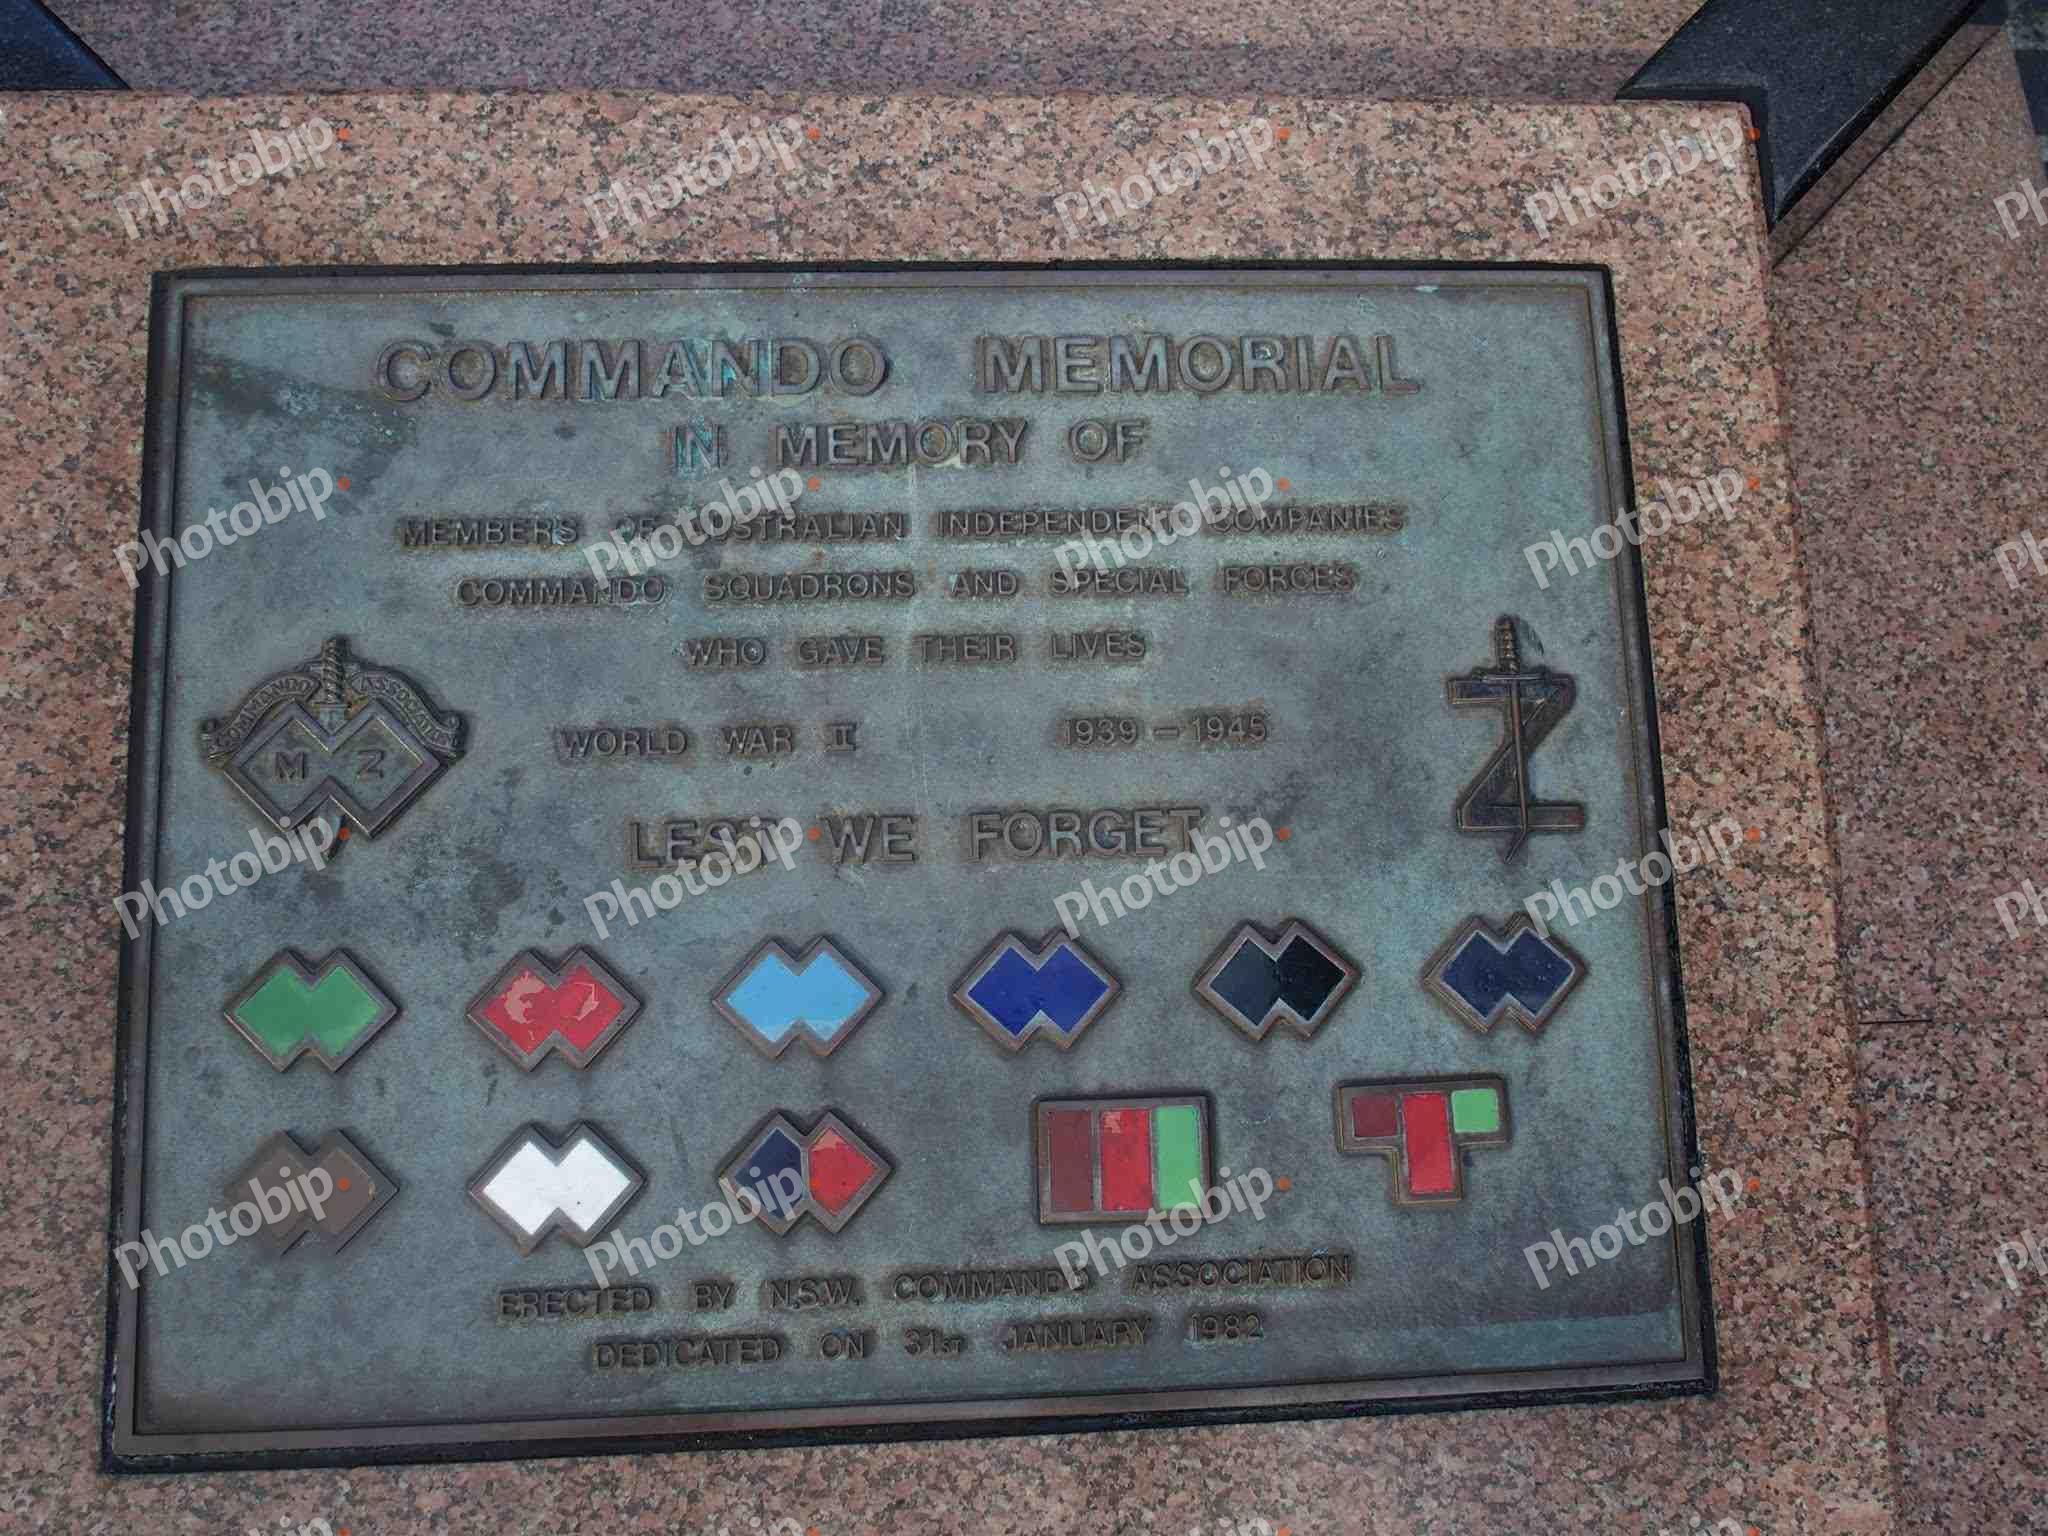 COMMANDO MEMORIAL
IN MEMORY OF
MEMBERS OF AUSTRALIAN INDEPENDENT COMPANIES
COMMANDO SQUADRONS AND SPECIAL FORCES
WHO GAVE THEIR LIVES
COMMANDO ASSOCIATION
M Z
Z
WORLD WAR II 1939 - 1945
LEST WE FORGET
ERECTED BY N.S.W. COMMANDO ASSOCIATION
DEDICATED ON 31ST JANUARY 1982
Photobip